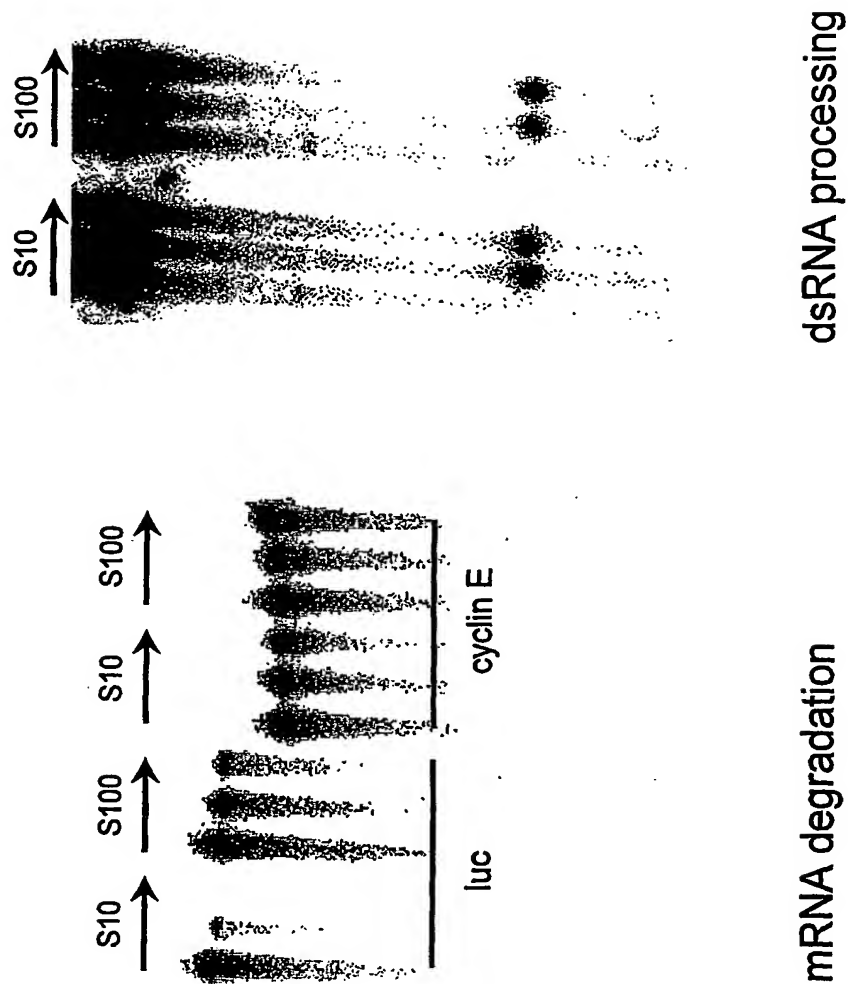 S10
S100
S10
S100
luc
cyclin E
mRNA degradation
S10
S100
dsRNA processing